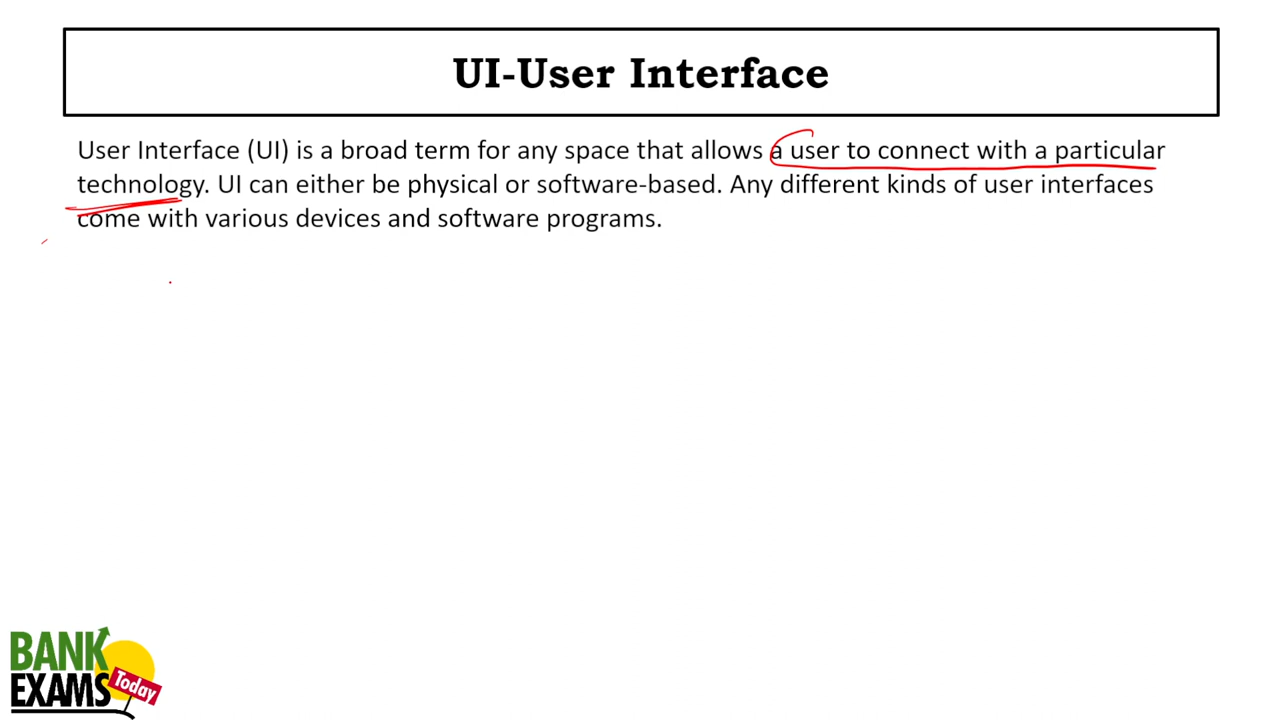 UI-User Interface
User Interface (UI) is a broad term for any space that allows a user to connect with a particular
technology. UI can either be physical or software-based. Any different kinds of user interfaces
come with various devices and software programs.
BANK
EXAMS
Today